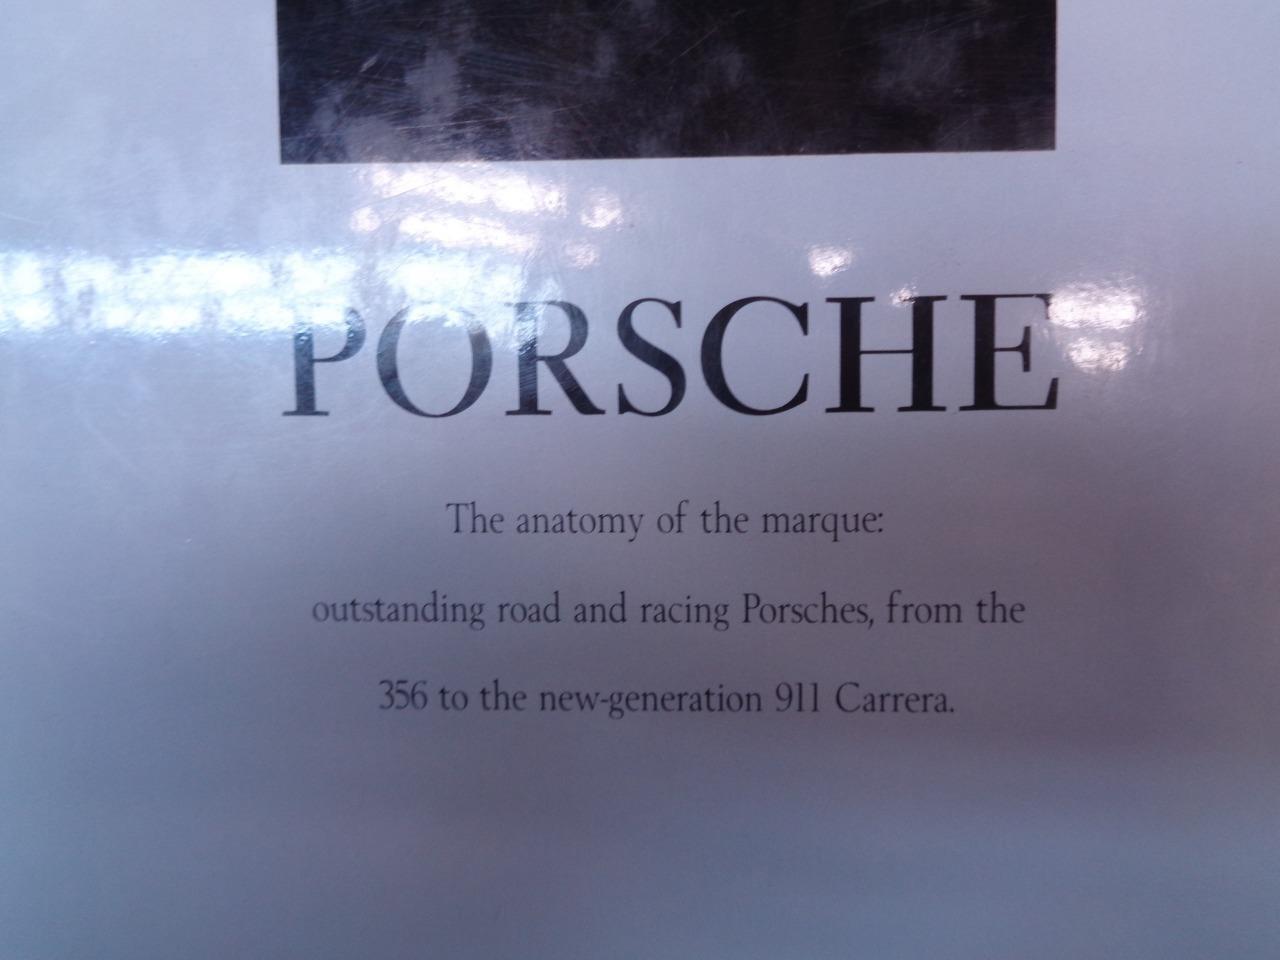 PORSCHE
The anatomy of the marque:
outstanding road and racing Porsches, from the
356 to the new-generation 911 Carrera.